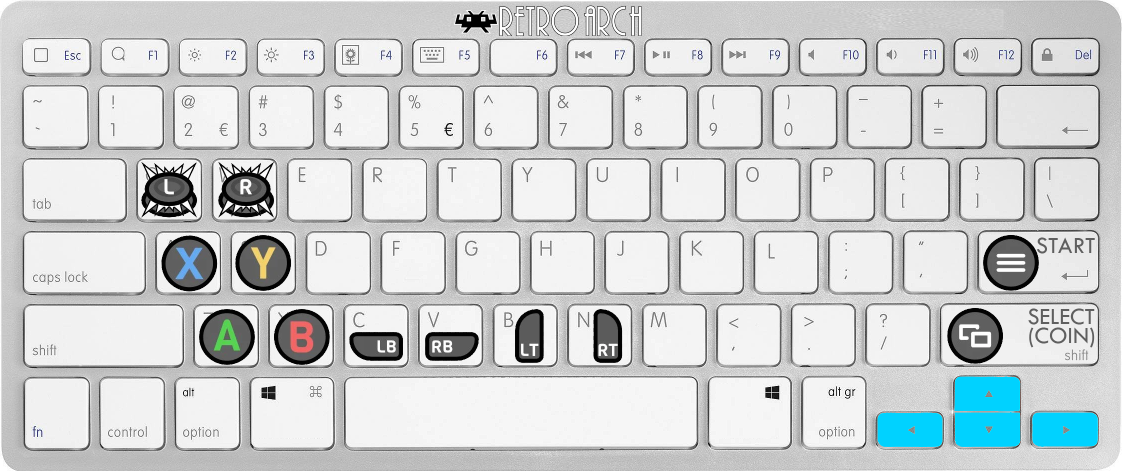 RETRO ARCH
Esc F1 F2 F3 F4 F5 F6 F7 F8 F9 F10 F11 F12 Del
~ ! @ # $ % ^ & * ( ) — +
` 1 2 € 3 4 5 € 6 7 8 9 0 - =
tab L R E R T Y U I O P { [ } ] | \
caps lock X Y D F G H J K L : ; “ , START
shift A B C LB V RB B LT N RT M < , > . ? / SELECT
(COIN)
shift
fn control alt option ⌘ alt gr option